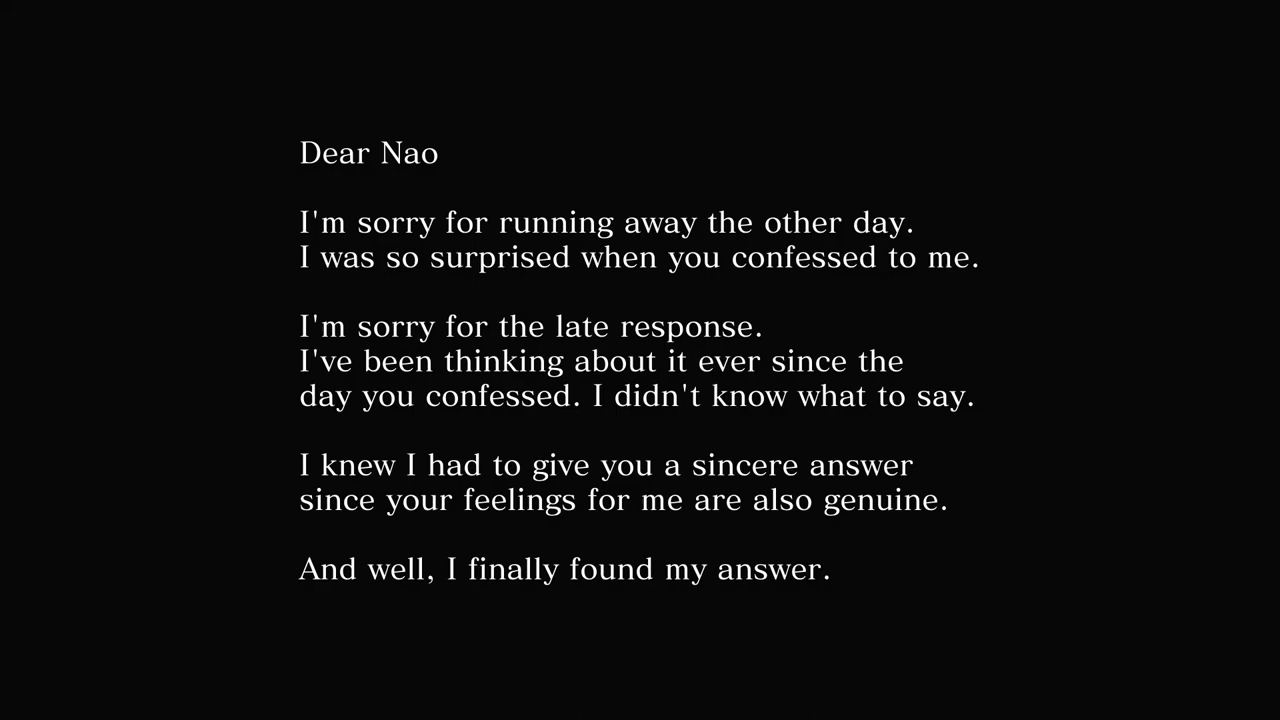 Dear Nao
I'm sorry for running away the other day.
I was so surprised when you confessed to me.
I'm sorry for the late response.
I've been thinking about it ever since the
day you confessed. I didn't know what to say.
I knew I had to give you a sincere answer
since your feelings for me are also genuine.
And well, I finally found my answer.